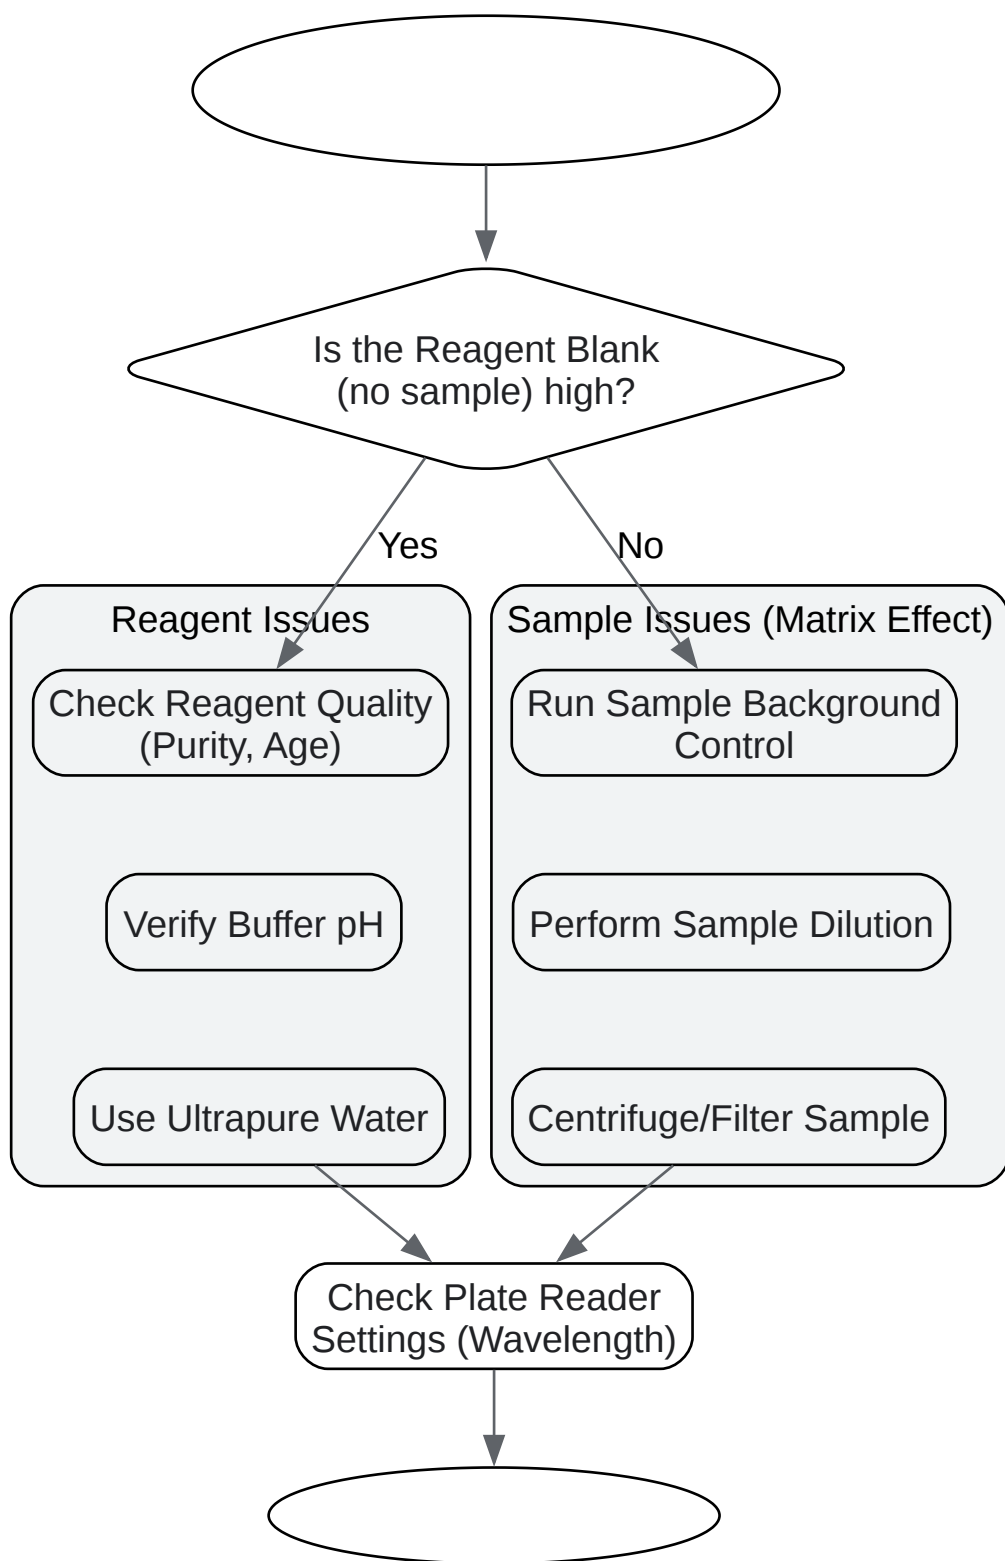 Is the Reagent Blank
(no sample) high?
Yes
No
Reagent Issues
Check Reagent Quality
(Purity, Age)
Verify Buffer pH
Use Ultrapure Water
Sample Issues (Matrix Effect)
Run Sample Background
Control
Perform Sample Dilution
Centrifuge/Filter Sample
Check Plate Reader
Settings (Wavelength)